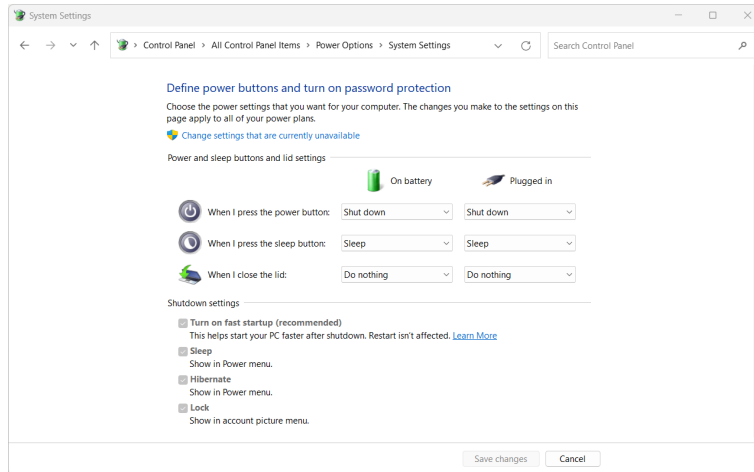 System Settings
Control Panel > All Control Panel Items > Power Options > System Settings
Search Control Panel
Define power buttons and turn on password protection
Choose the power settings that you want for your computer. The changes you make to the settings on this
page apply to all of your power plans.
Change settings that are currently unavailable
Power and sleep buttons and lid settings
On battery Plugged in
When I press the power button: Shut down Shut down
When I press the sleep button: Sleep Sleep
When I close the lid: Do nothing Do nothing
Shutdown settings
Turn on fast startup (recommended)
This helps start your PC faster after shutdown. Restart isn't affected. Learn More
Sleep
Show in Power menu.
Hibernate
Show in Power menu.
Lock
Show in account picture menu.
Save changes Cancel